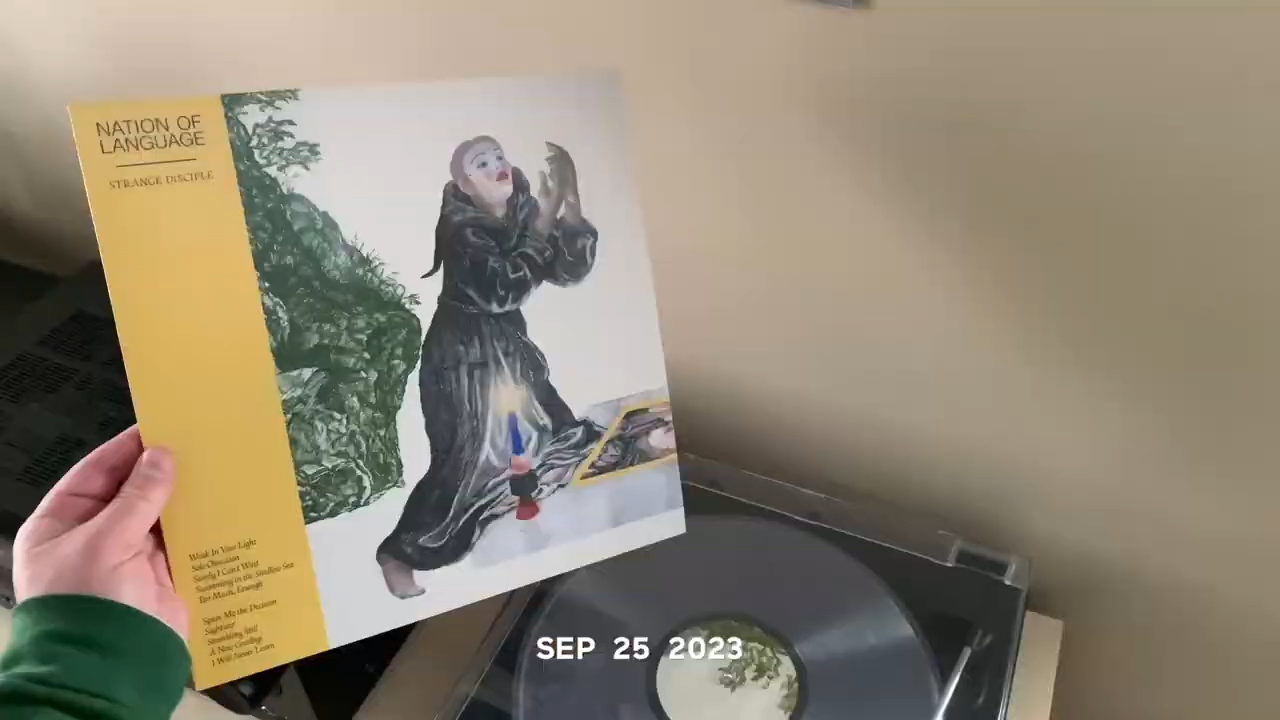 NATION OF
LANGUAGE
STRANGE DISCIPLE
Weak In Your Light
Sole Obsession
Surely I Can't Wait
Swimming in the Shallow Sea
Too Much, Enough
Spare Me the Decision
Sightseer
Stumbling Still
A New Goodbye
I Will Never Learn
SEP 25 2023